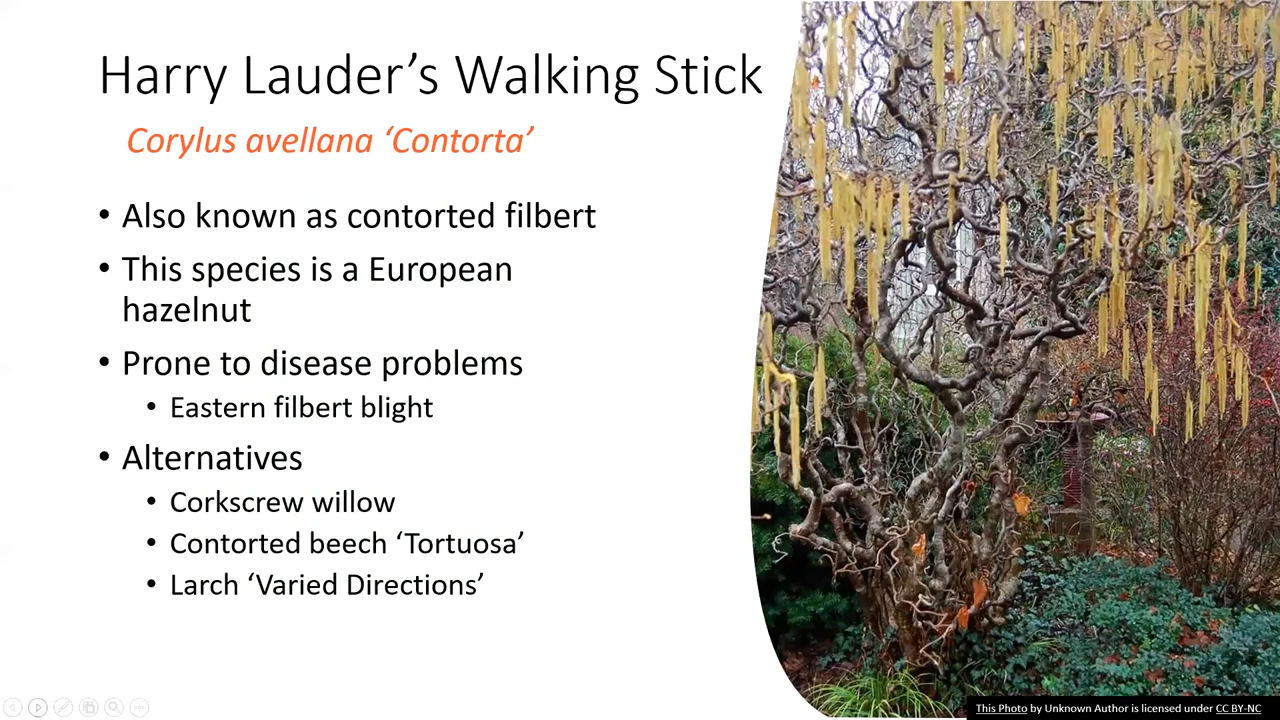 Harry Lauder’s Walking Stick
Corylus avellana ‘Contorta’
• Also known as contorted filbert
• This species is a European
hazelnut
• Prone to disease problems
• Eastern filbert blight
• Alternatives
• Corkscrew willow
• Contorted beech ‘Tortuosa’
• Larch ‘Varied Directions’
This Photo by Unknown Author is licensed under CC BY-NC